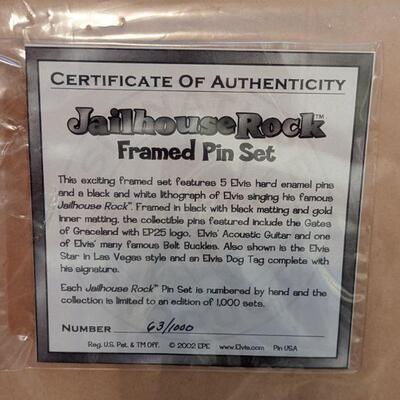 CERTIFICATE OF AUTHENTICITY
JailhouseRock™
Framed Pin Set
This exciting framed set features 5 Elvis hard enamel pins
and a black and white lithograph of Elvis singing his famous
Jailhouse Rock™. Framed in black with black matting and gold
inner matting, the collectible pins featured include the Gates
of Graceland with EP25 logo, Elvis' Acoustic Guitar and one
of Elvis' many famous Belt Buckles. Also shown is the Elvis
Star in Las Vegas style and an Elvis Dog Tag complete with
his signature.
Each Jailhouse Rock™ Pin Set is numbered by hand and the
collection is limited to an edition of 1,000 sets.
NUMBER 63/1000
Reg. U.S. Pat. & TM Off. © 2002 EPE www.Elvis.com Pin USA